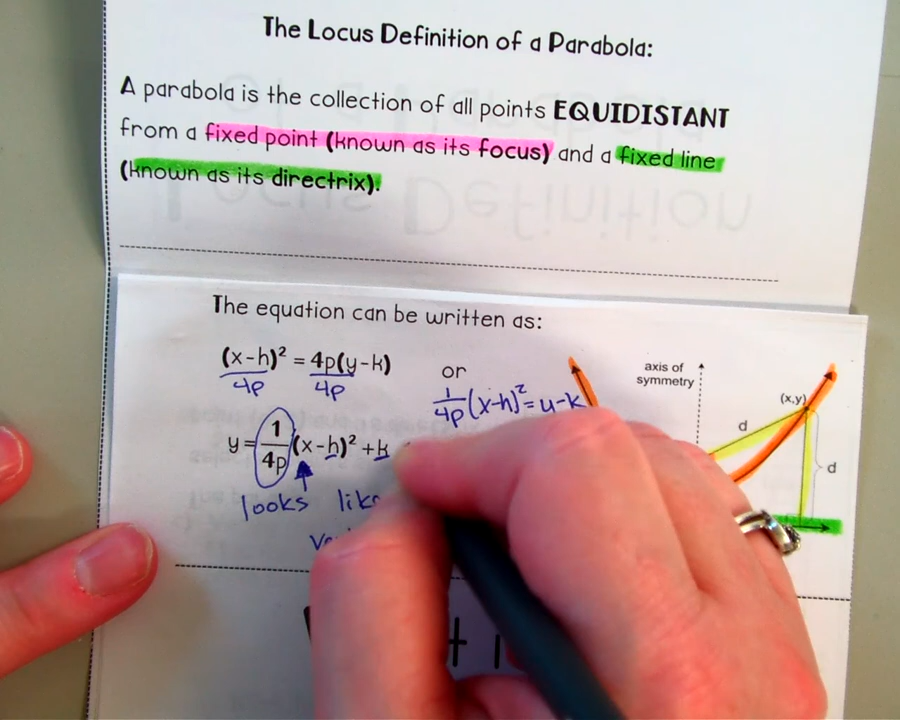 The Locus Definition of a Parabola:
A parabola is the collection of all points EQUIDISTANT
from a fixed point (known as its focus) and a fixed line
(known as its directrix).
The equation can be written as:
(x-h)² = 4p(y-k)
4p 4p
or
1/4p (x-h)² = y-k
y = 1/4p (x-h)² + k
looks like
axis of
symmetry
(x,y)
d
d